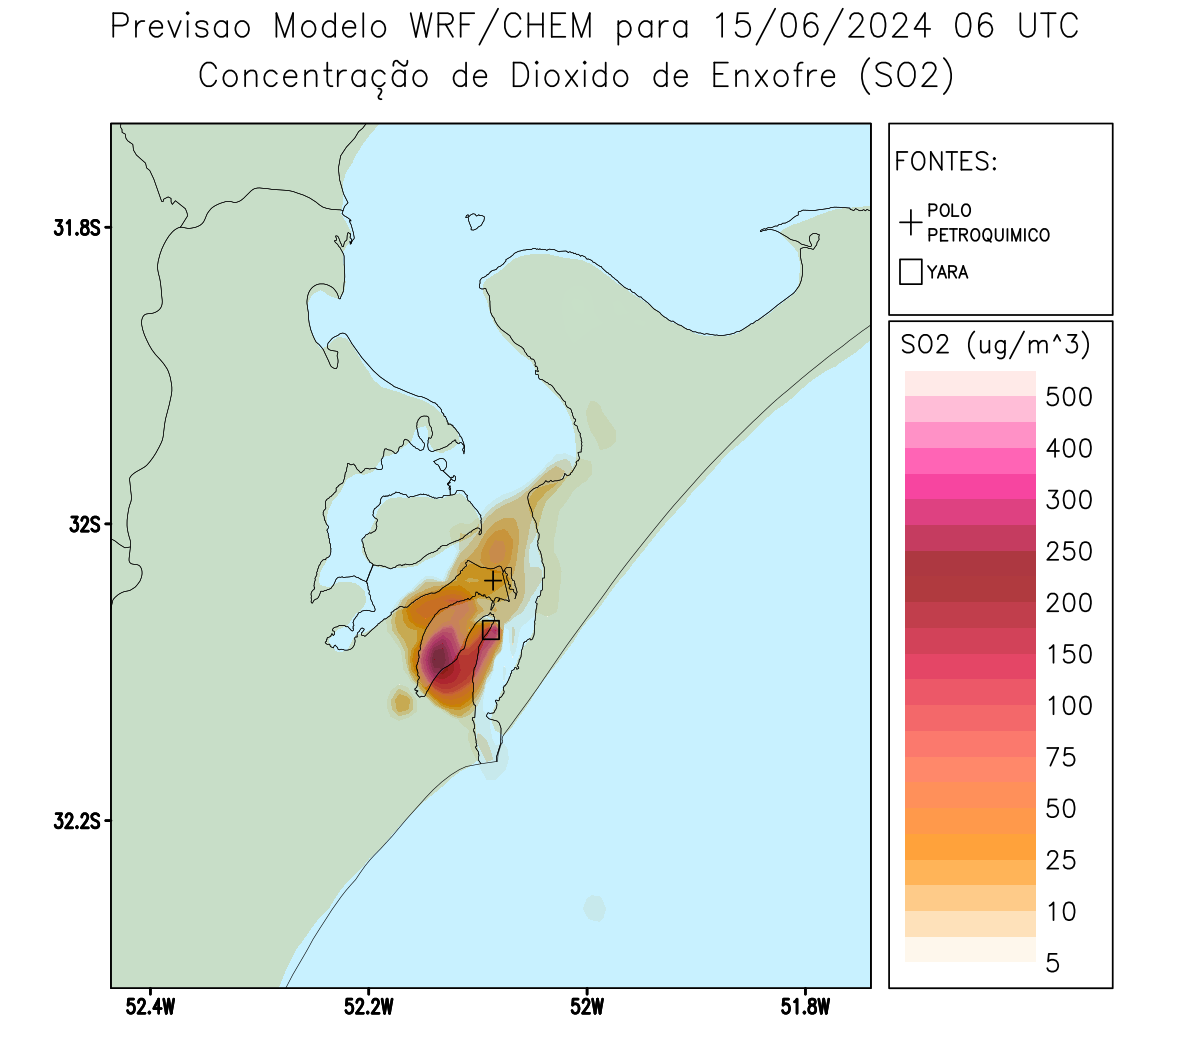 Previsao Modelo WRF/CHEM para 15/06/2024 06 UTC
Concentração de Dioxido de Enxofre (SO2)
FONTES:
POLO
PETROQUIMICO
YARA
31.8S
32S
32.2S
52.4W
52.2W
52W
51.8W
SO2 (ug/m^3)
500
400
300
250
200
150
100
75
50
25
10
5